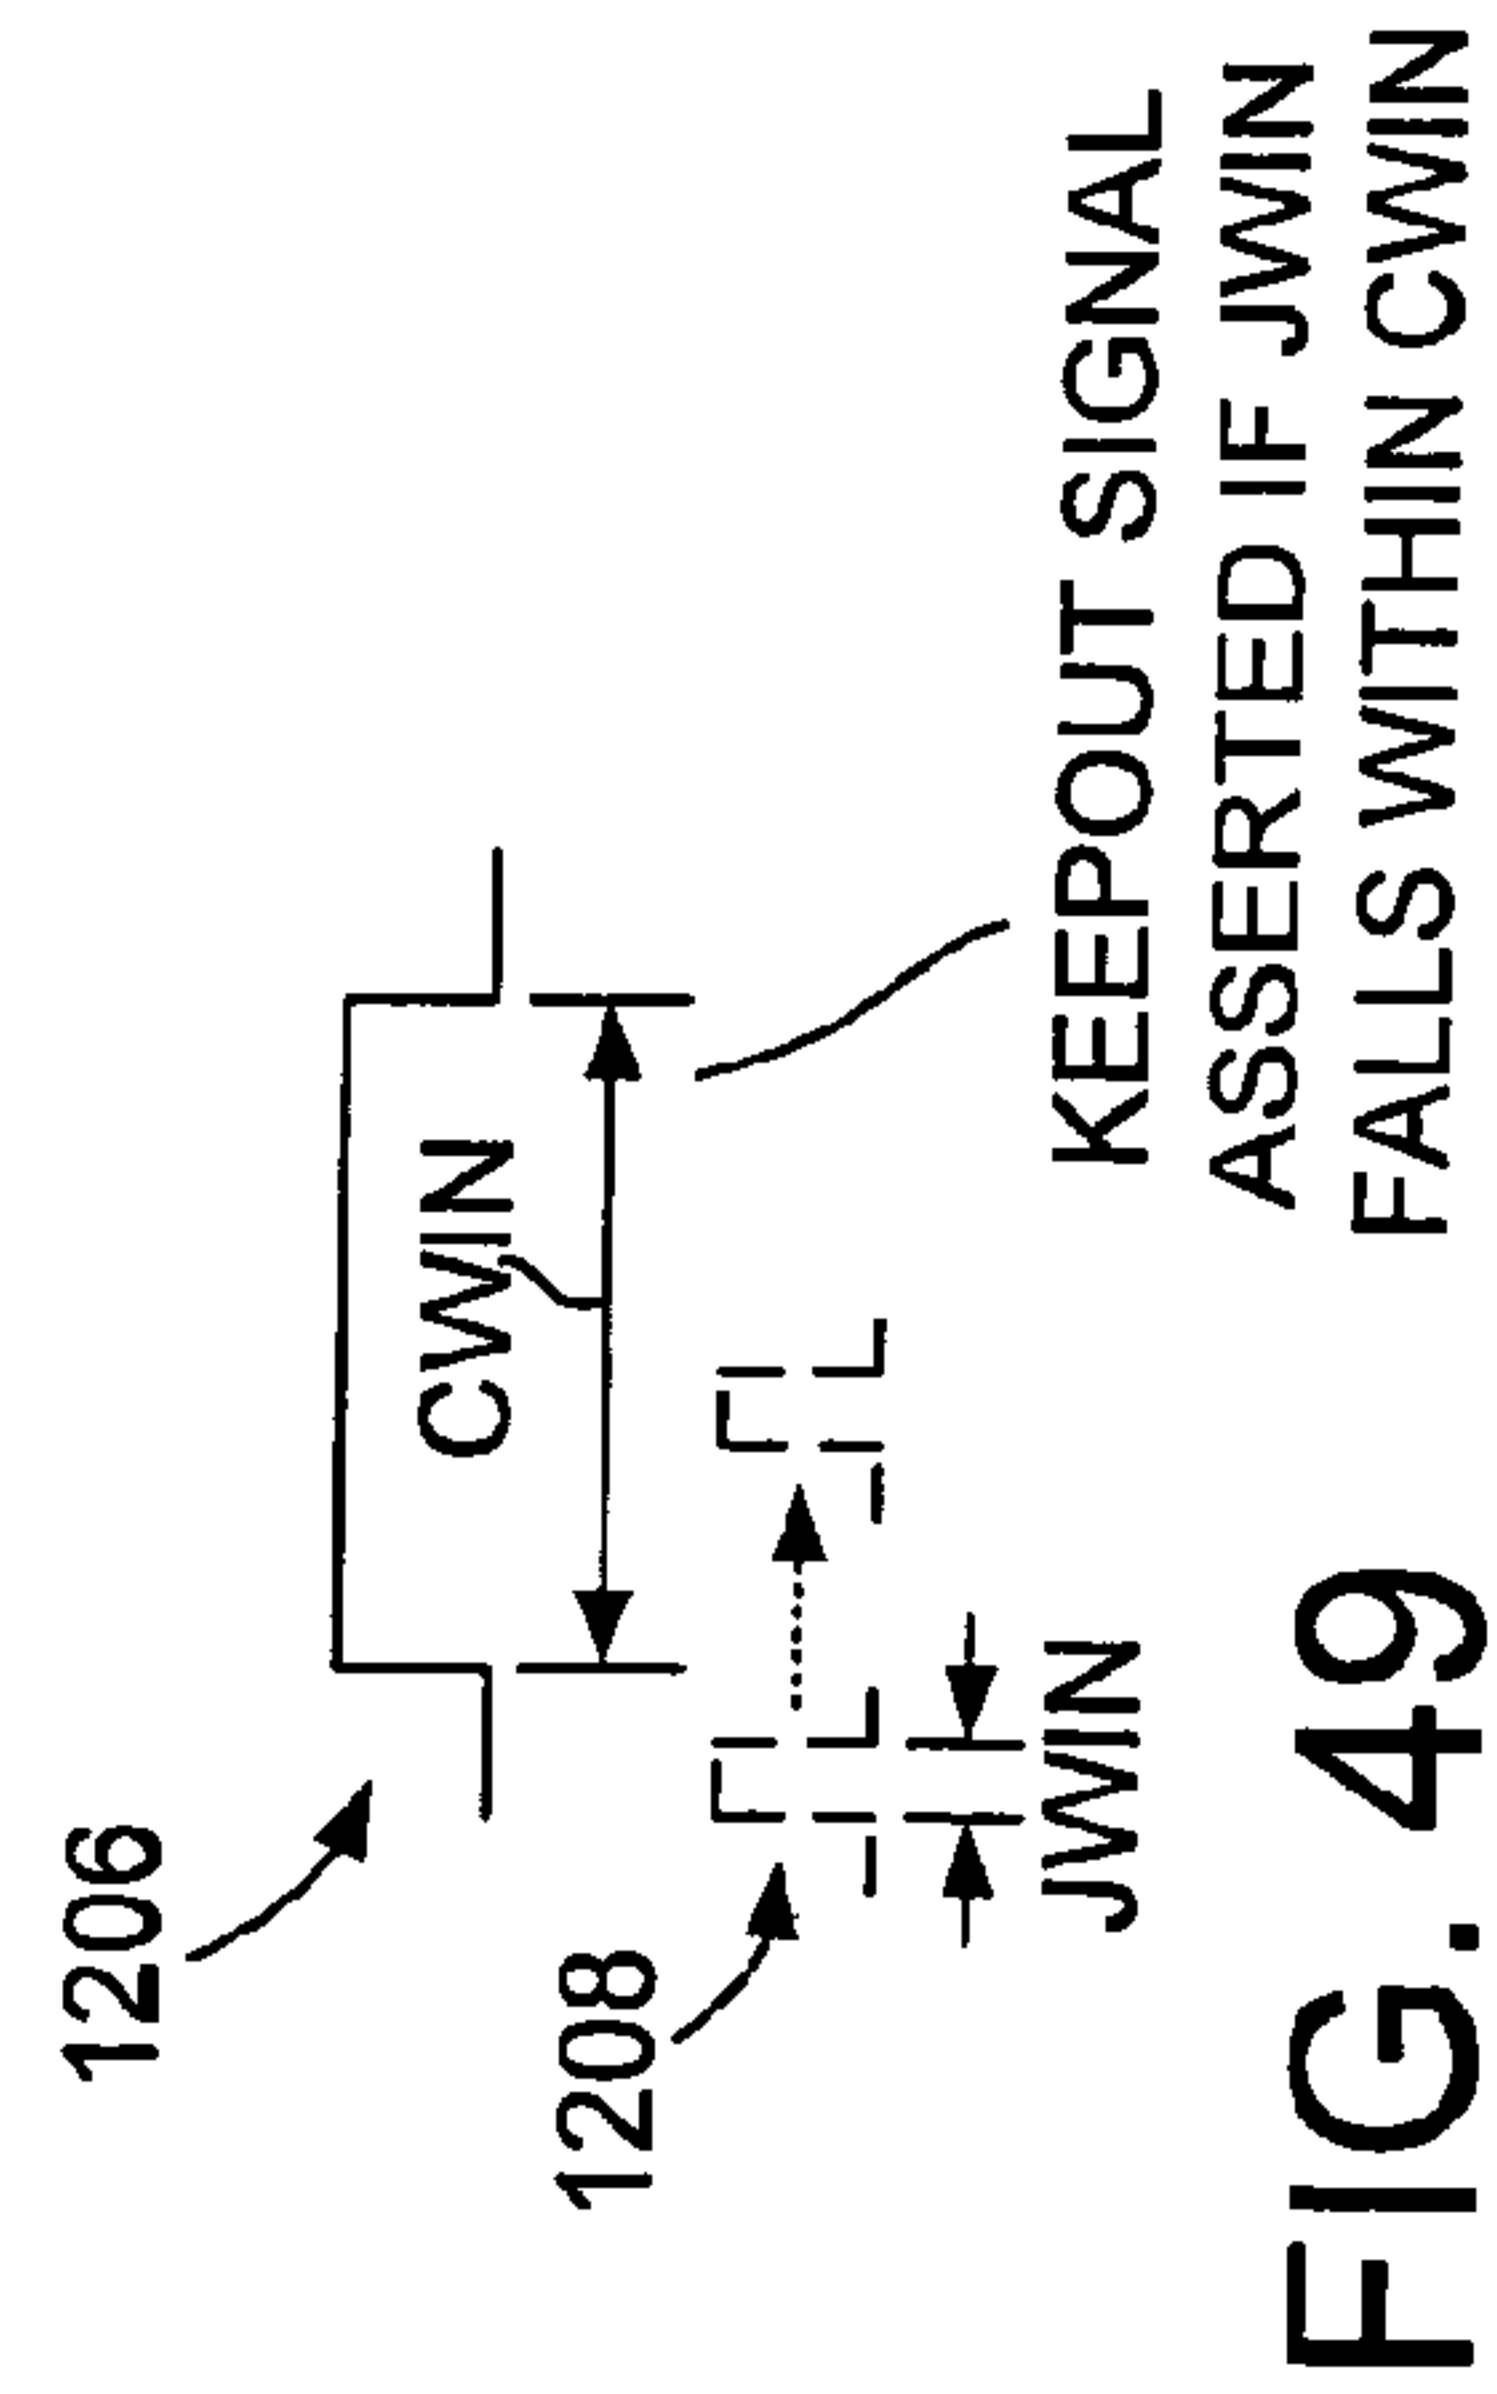 1206
CWIN
1208
JWIN
KEEPOUT SIGNAL
ASSERTED IF JWIN
FALLS WITHIN CWIN
FIG. 49